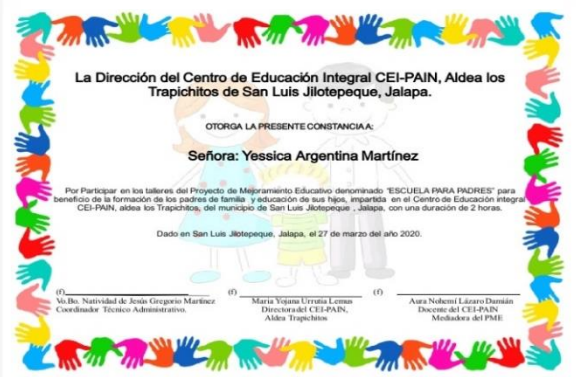 La Dirección del Centro de Educación Integral CEI-PAIN, Aldea los
Trapichitos de San Luis Jilotepeque, Jalapa.
OTORGA LA PRESENTE CONSTANCIA A:
Señora: Yessica Argentina Martínez
Por Participar en los talleres del Proyecto de Mejoramiento Educativo denominado "ESCUELA PARA PADRES" para
beneficio de la formación de los padres de familia y educación de sus hijos, impartida en el Centro de Educación integral
CEI-PAIN, aldea los Trapichitos, del municipio de San Luis Jilotepeque , Jalapa, con una duración de 2 horas.
Dado en San Luis Jilotepeque, Jalapa, el 27 de marzo del año 2020.
(f)
Vo.Bo. Natividad de Jesús Gregorio Martínez
Coordinador Técnico Administrativo.
(f)
Maria Yojana Urrutia Lemus
Directora del CEI-PAIN,
Aldea Trapichitos
(f)
Aura Nohemí Lázaro Damián
Docente del CEI-PAIN
Mediadora del PME